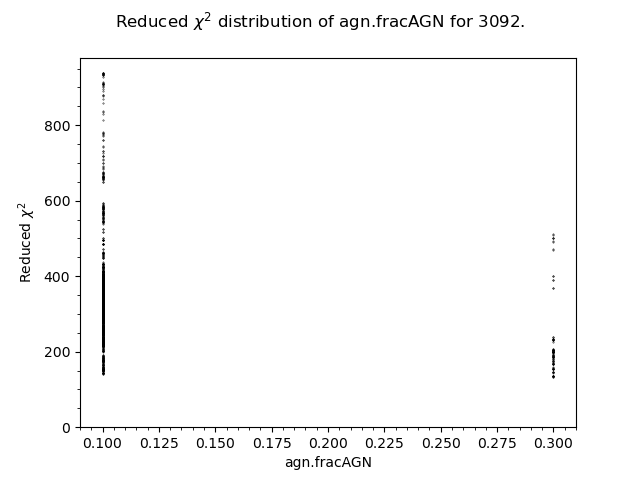 Reduced χ² distribution of agn.fracAGN for 3092.
800
600
400
200
0
Reduced χ²
0.100 0.125 0.150 0.175 0.200 0.225 0.250 0.275 0.300
agn.fracAGN